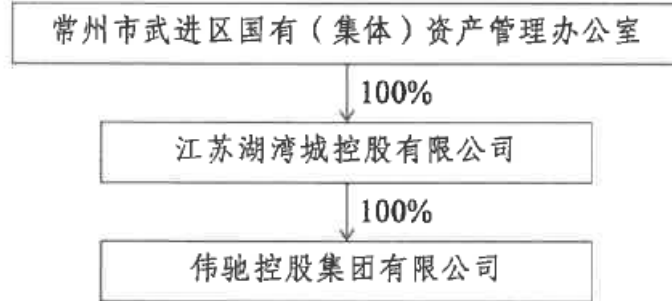 常州市武进区国有（集体）资产管理办公室
100%
江苏湖湾城控股有限公司
100%
伟驰控股集团有限公司